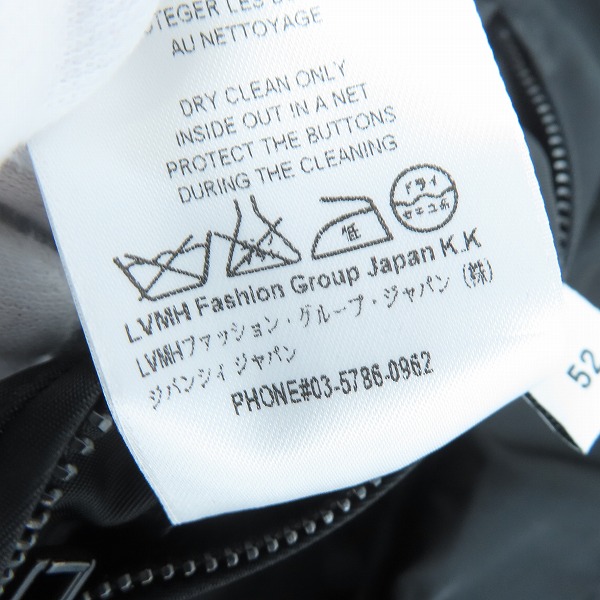 LES
AU NETTOYAGE
DRY CLEAN ONLY
INSIDE OUT IN A NET
PROTECT THE BUTTONS
DURING THE CLEANING
低
ドライ
セキユ系
LVMH Fashion Group Japan K.K
LVMHファッション・グループ・ジャパン (株)
ジバンシィ ジャパン
PHONE#03-5786-0962
52